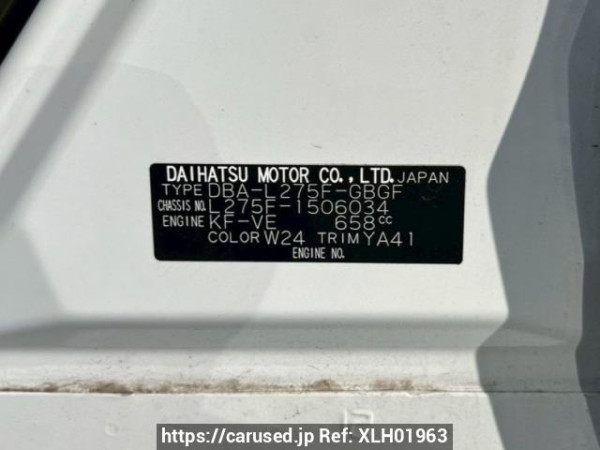 DAIHATSU MOTOR CO., LTD. JAPAN
TYPE DBA-L275F-GBGF
CHASSIS NO. L275F-1506034
ENGINE KF-VE 658cc
COLOR W24 TRIM YA41
ENGINE NO.
https://carused.jp Ref: XLH01963